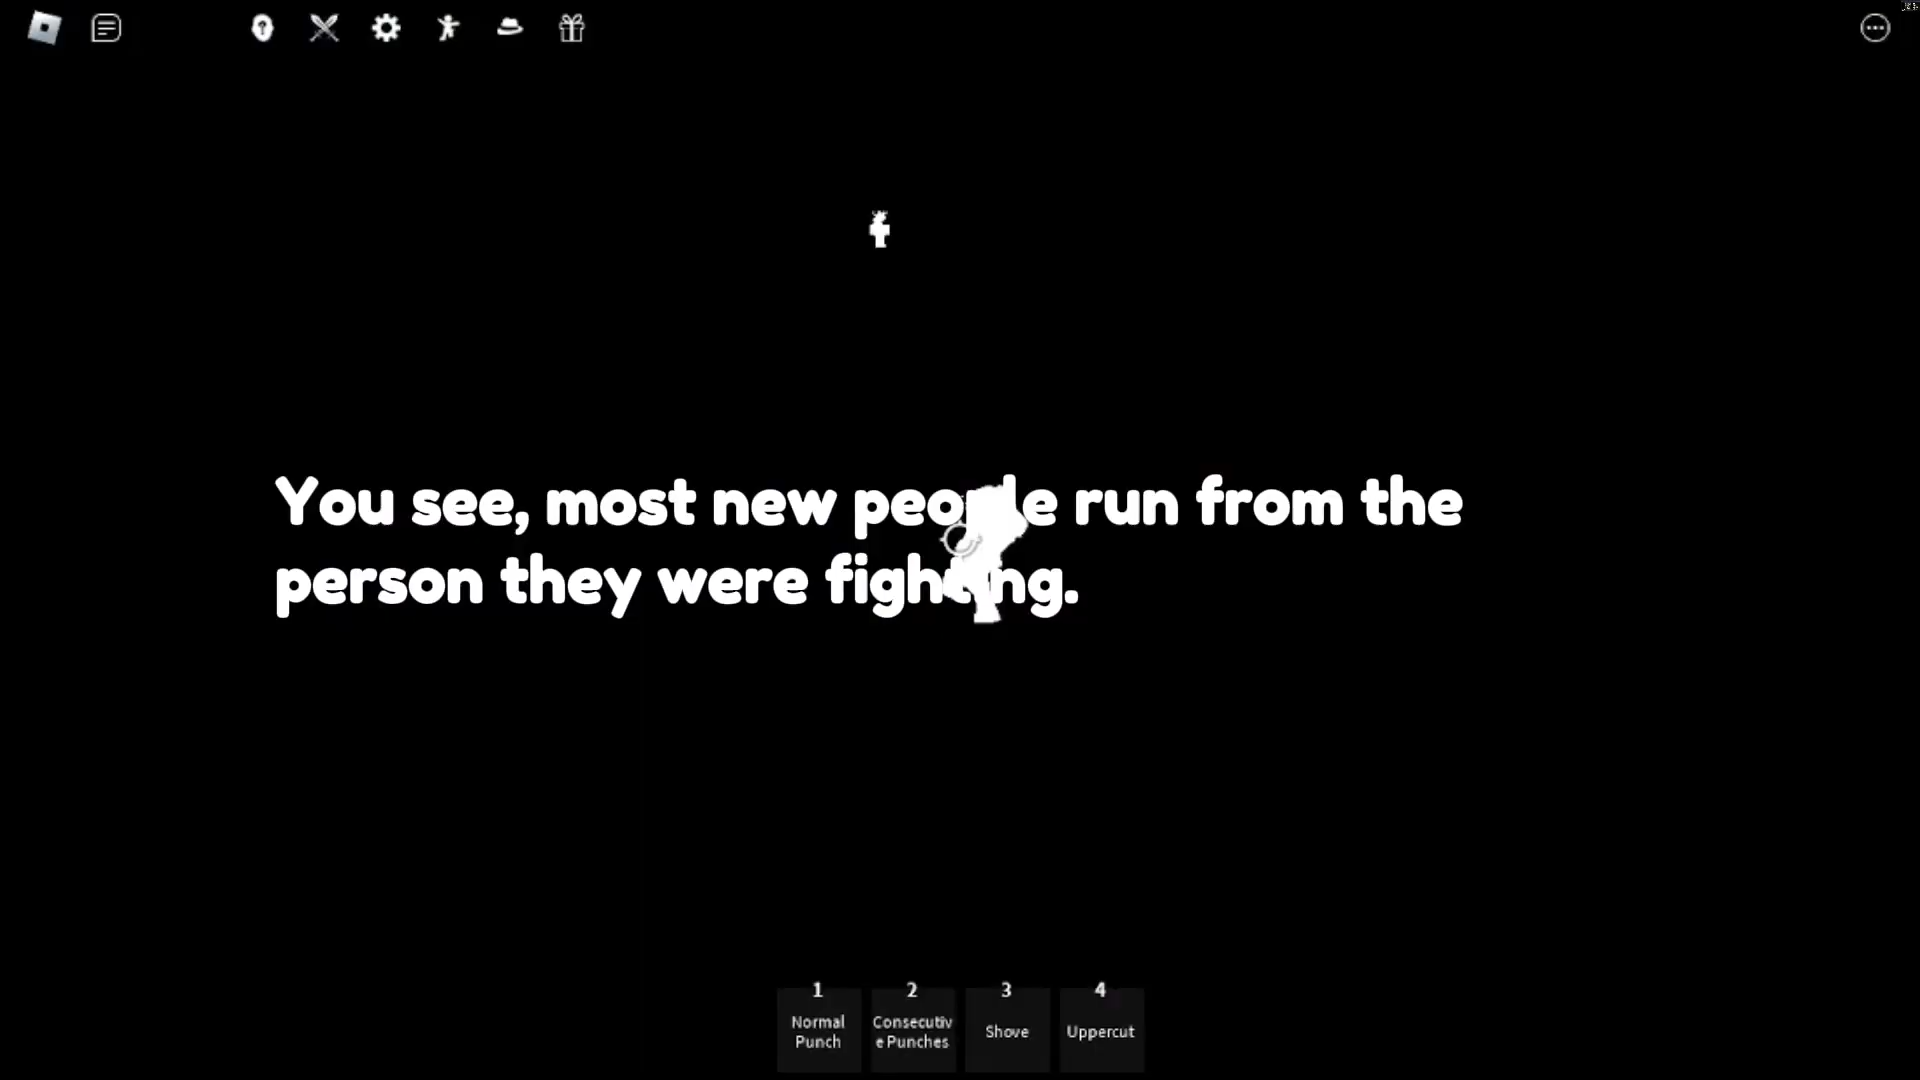 You see, most new people run from the
person they were fighting.
1
2
3
4
Normal
Punch
Consecutiv
e Punches
Shove
Uppercut